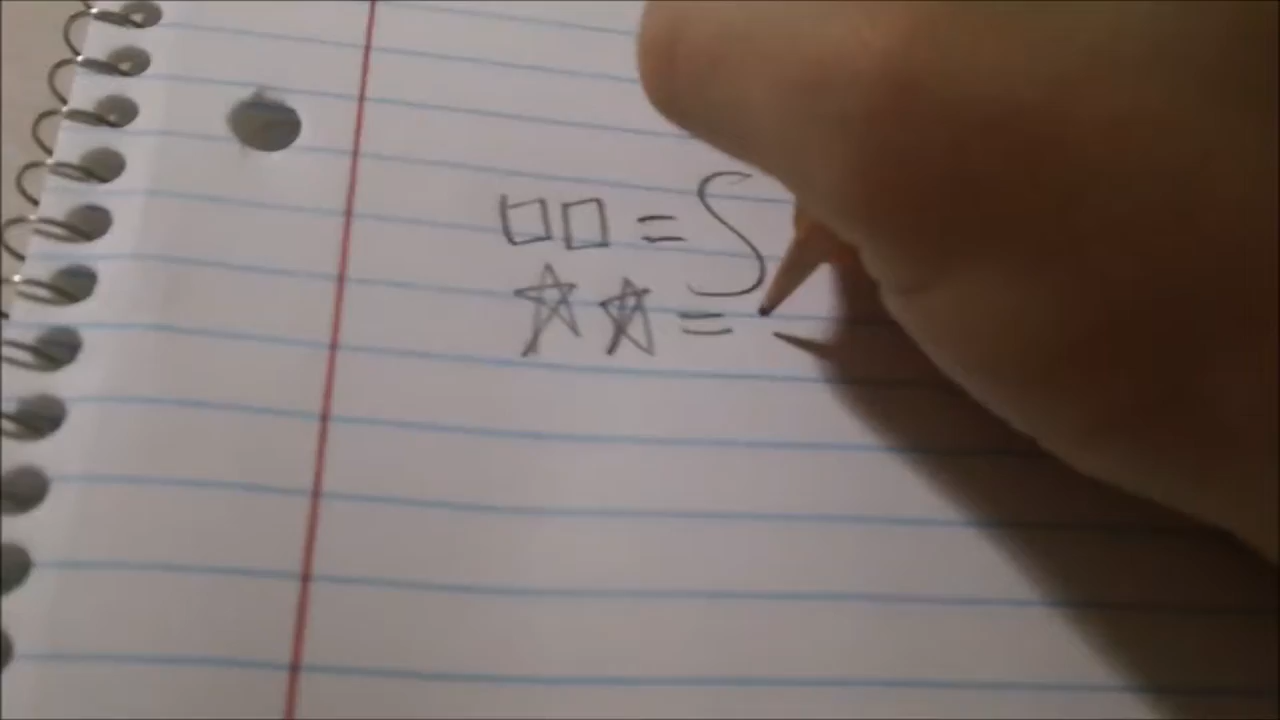 □□ = S
☆☆ =